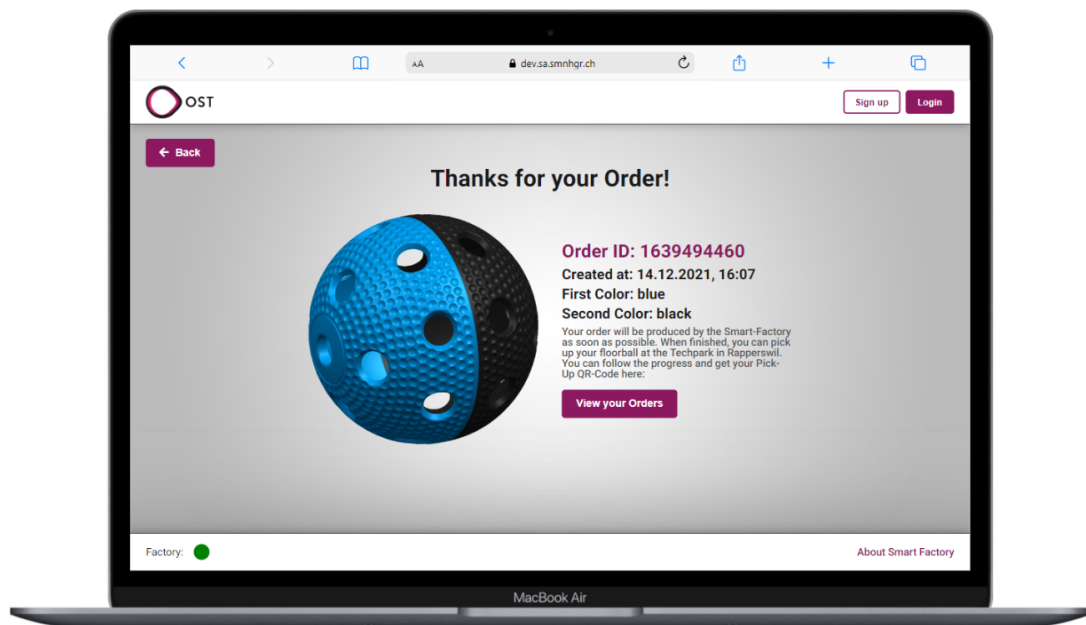 AA dev.sa.smnhgr.ch
OST
Sign up
Login
Back
Thanks for your Order!
Order ID: 1639494460
Created at: 14.12.2021, 16:07
First Color: blue
Second Color: black
Your order will be produced by the Smart-Factory
as soon as possible. When finished, you can pick
up your floorball at the Techpark in Rapperswil.
You can follow the progress and get your Pick-
Up QR-Code here:
View your Orders
Factory:
About Smart Factory
MacBook Air